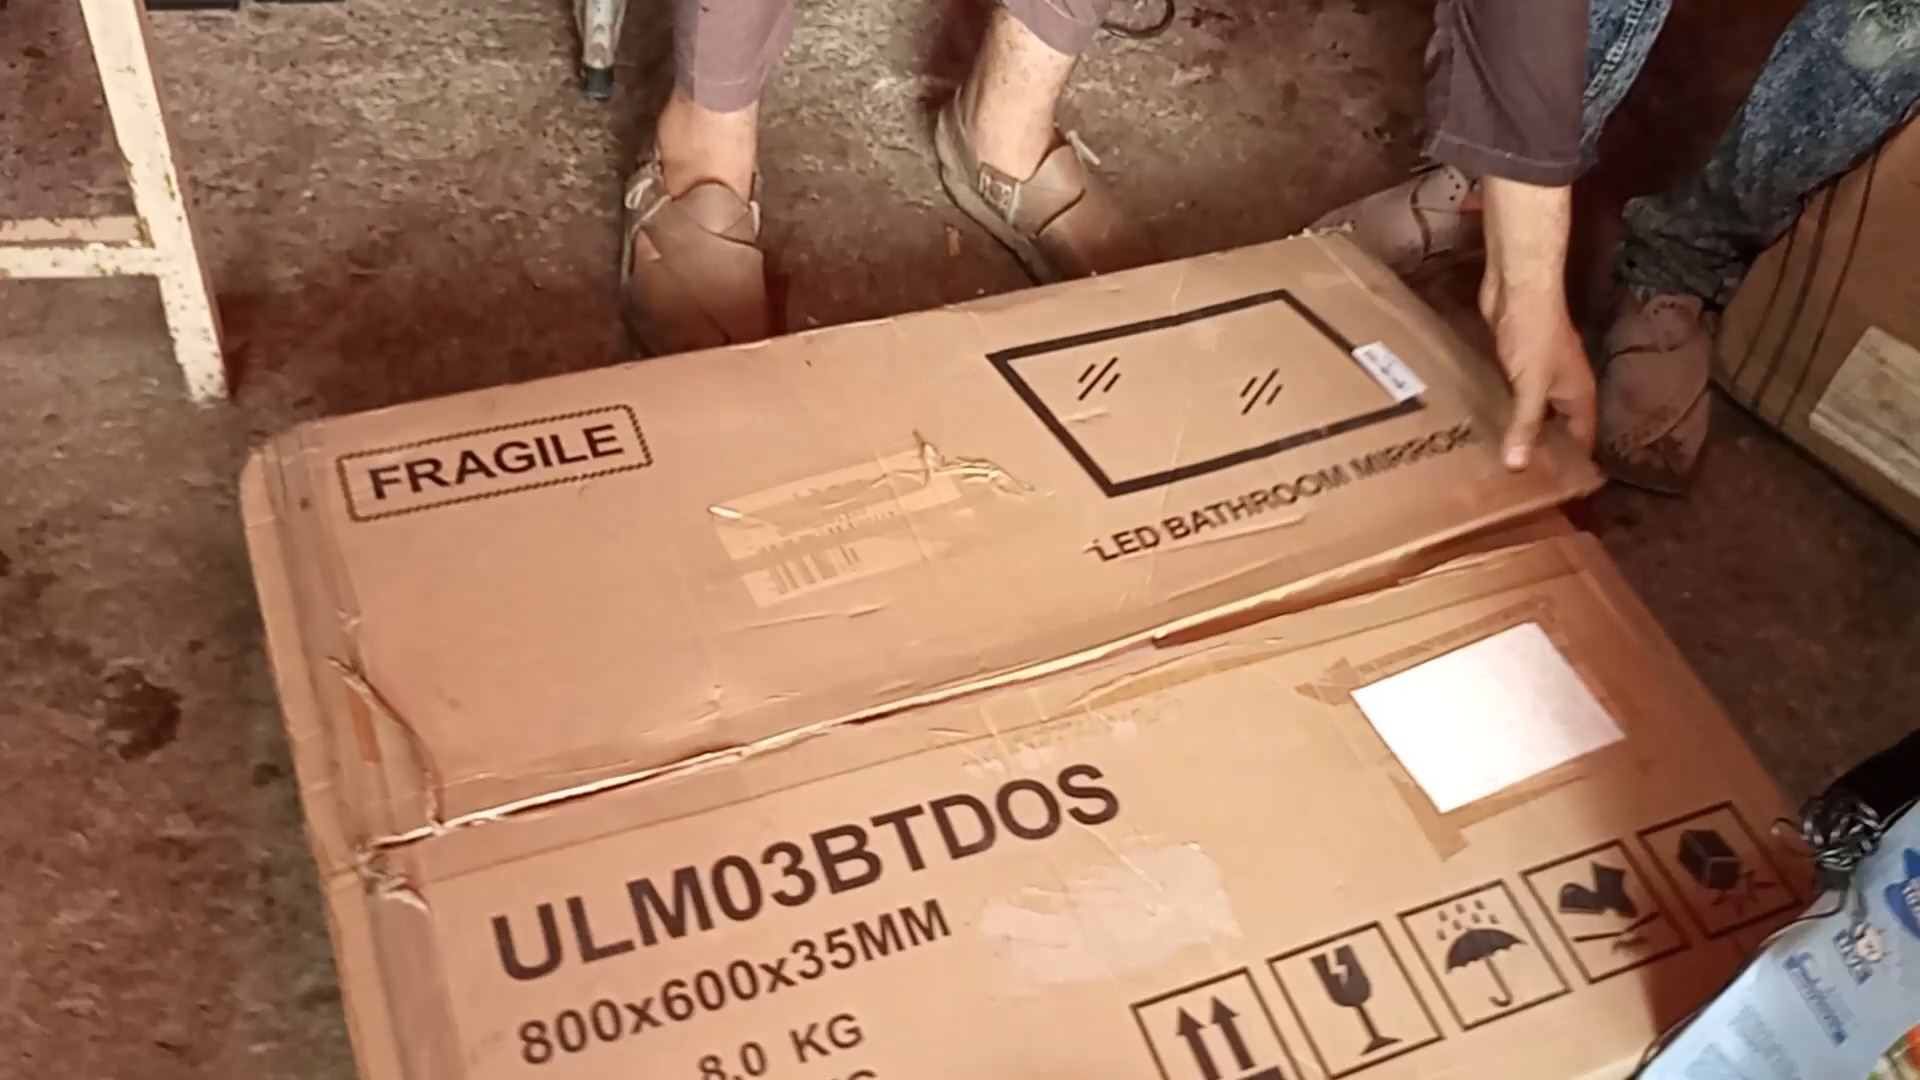 FRAGILE
LED BATHROOM MIRROR
ULM03BTDOS
800x600x35MM
8.0 KG